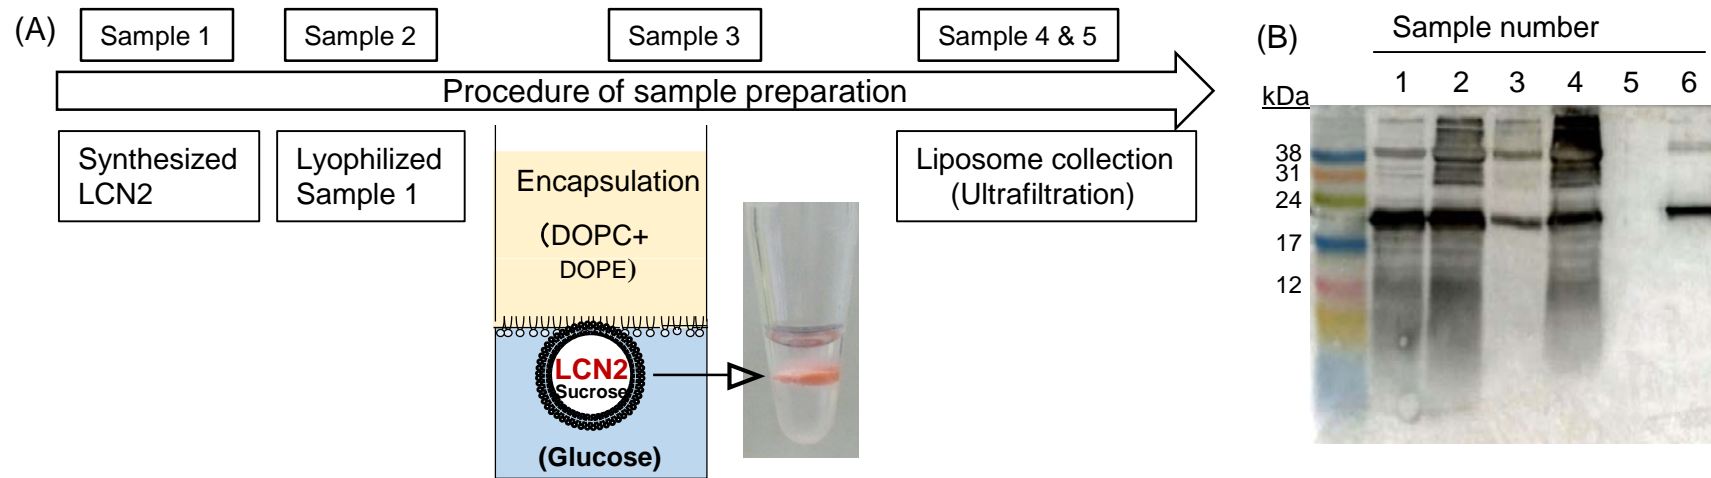 (A)
Sample 1
Sample 2
Sample 3
Sample 4 & 5
Procedure of sample preparation
Synthesized
LCN2
Lyophilized
Sample 1
Encapsulation
(DOPC+
DOPE)
LCN2
Sucrose
(Glucose)
Liposome collection
(Ultrafiltration)
(B)
Sample number
kDa
1 2 3 4 5 6
38
31
24
17
12